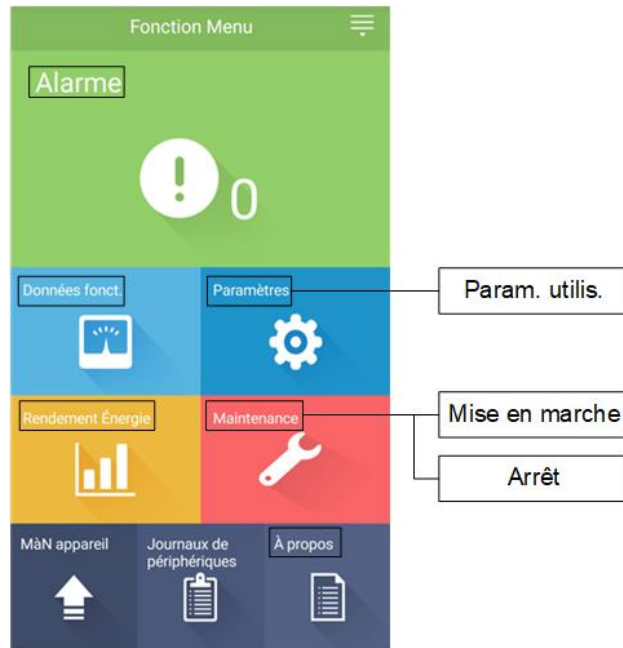 Fonction Menu
Alarme
0
Données fonct.
Paramètres
Param. utilis.
Rendement Énergie
Maintenance
Mise en marche
Arrêt
MàN appareil
Journaux de
périphériques
À propos